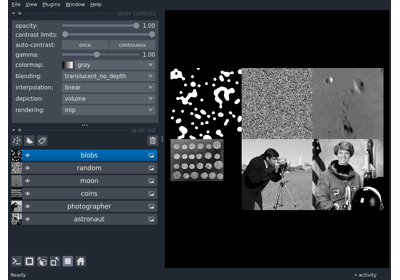 File View Plugins Window Help
layer controls
opacity: 1.00
contrast limits:
auto-contrast: once continuous
gamma: 1.00
colormap: gray
blending: translucent_no_depth
interpolation: linear
depiction: volume
rendering: mip
layer list
blobs
random
moon
coins
photographer
astronaut
Ready activity